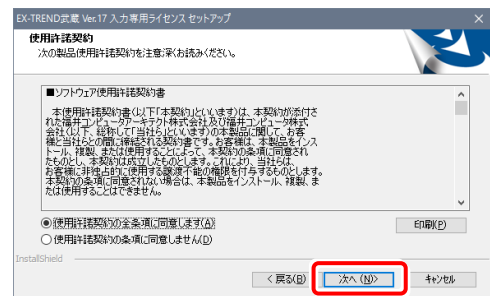 EX-TREND武蔵 Ver.17 入力専用ライセンス セットアップ
使用許諾契約
次の製品使用許諾契約を注意深くお読みください。
■ソフトウェア使用許諾契約書
本使用許諾契約書(以下「本契約」といいます)は、本契約が添付さ
れた福井コンピュータアーキテクト株式会社及び福井コンピュータ株式
会社(以下、総称して「当社ら」といいます)の本製品に関して、お客
様と当社らとの間に締結される契約書です。お客様は、本製品をインス
トール、複製、または使用することによって、本契約の条項に同意され
たものとし、本契約は成立したものとします。これにより、当社らは、
お客様に非独占的に使用する譲渡不能の権限を付与するものとします。
本契約の条項に同意されない場合は、本製品をインストール、複製、ま
たは使用することはできません。
使用許諾契約の全条項に同意します(A)
印刷(P)
使用許諾契約の条項に同意しません(D)
InstallShield
< 戻る(B)
次へ (N)>
キャンセル